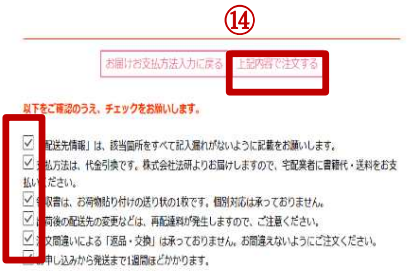 ⑭
お届けお支払方法入力に戻る 上記内容で注文する
以下をご確認のうえ、チェックをお願いします。
配送先情報」は、該当箇所をすべて記入漏れがないように記載をお願いします。
払方法は、代金引換です。株式会社法研よりお届けしますので、宅配業者に書籍代・送料をお支
払いください。
収書は、お荷物貼り付けの送り状の1枚です。個別対応は承っておりません。
荷後の配送先の変更などは、再配達料が発生しますので、ご注意ください。
文間違いによる「返品・交換」は承っておりません。お間違えないようにご注文ください。
申し込みから発送まで1週間ほどかかります。